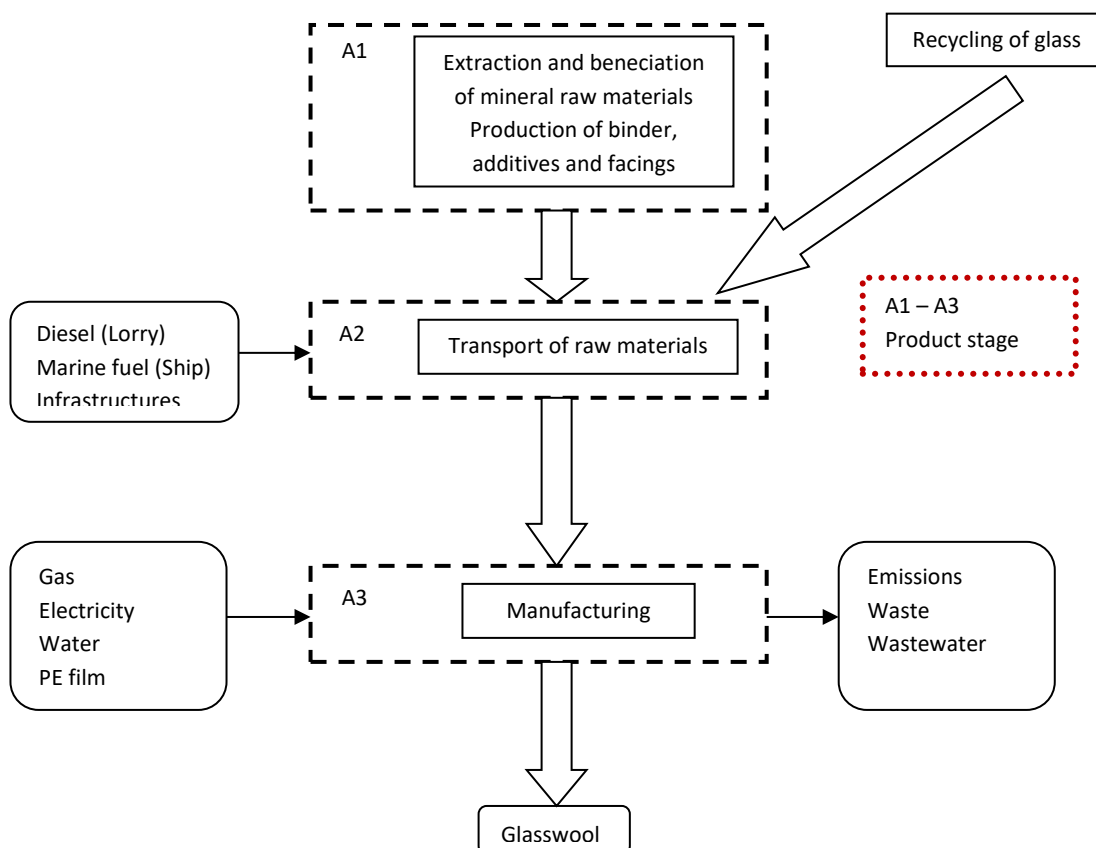 A1
Extraction and beneciation
of mineral raw materials
Production of binder,
additives and facings
Recycling of glass
Diesel (Lorry)
Marine fuel (Ship)
Infrastructures
A2
Transport of raw materials
A1 – A3
Product stage
Gas
Electricity
Water
PE film
A3
Manufacturing
Emissions
Waste
Wastewater
Glasswool